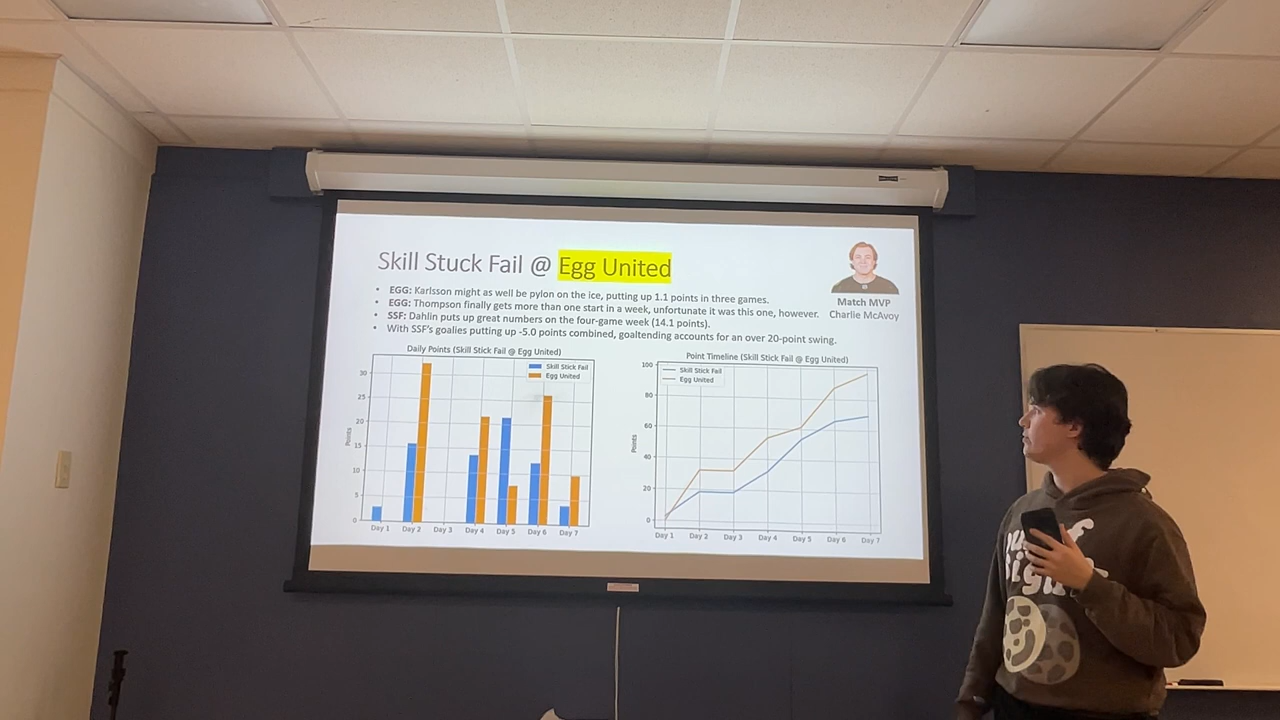 Skill Stuck Fail @ Egg United
• EGG: Karlsson might as well be pylon on the ice, putting up 1.1 points in three games.
• EGG: Thompson finally gets more than one start in a week, unfortunate it was this one, however.
• SSF: Dahlin puts up great numbers on the four-game week (14.1 points).
• With SSF's goalies putting up -5.0 points combined, goaltending accounts for an over 20-point swing.
Match MVP
Charlie McAvoy
Daily Points (Skill Stick Fail @ Egg United)
Skill Stick Fail
Egg United
Points
30
25
20
15
10
5
0
Day 1 Day 2 Day 3 Day 4 Day 5 Day 6 Day 7
Point Timeline (Skill Stick Fail @ Egg United)
Skill Stick Fail
Egg United
Points
100
80
60
40
20
0
Day 1 Day 2 Day 3 Day 4 Day 5 Day 6 Day 7